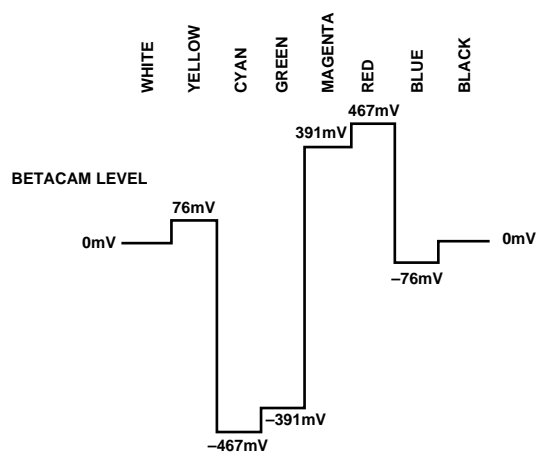 WHITE
YELLOW
CYAN
GREEN
MAGENTA
RED
BLUE
BLACK
467mV
391mV
BETACAM LEVEL
76mV
0mV
0mV
–76mV
–391mV
–467mV